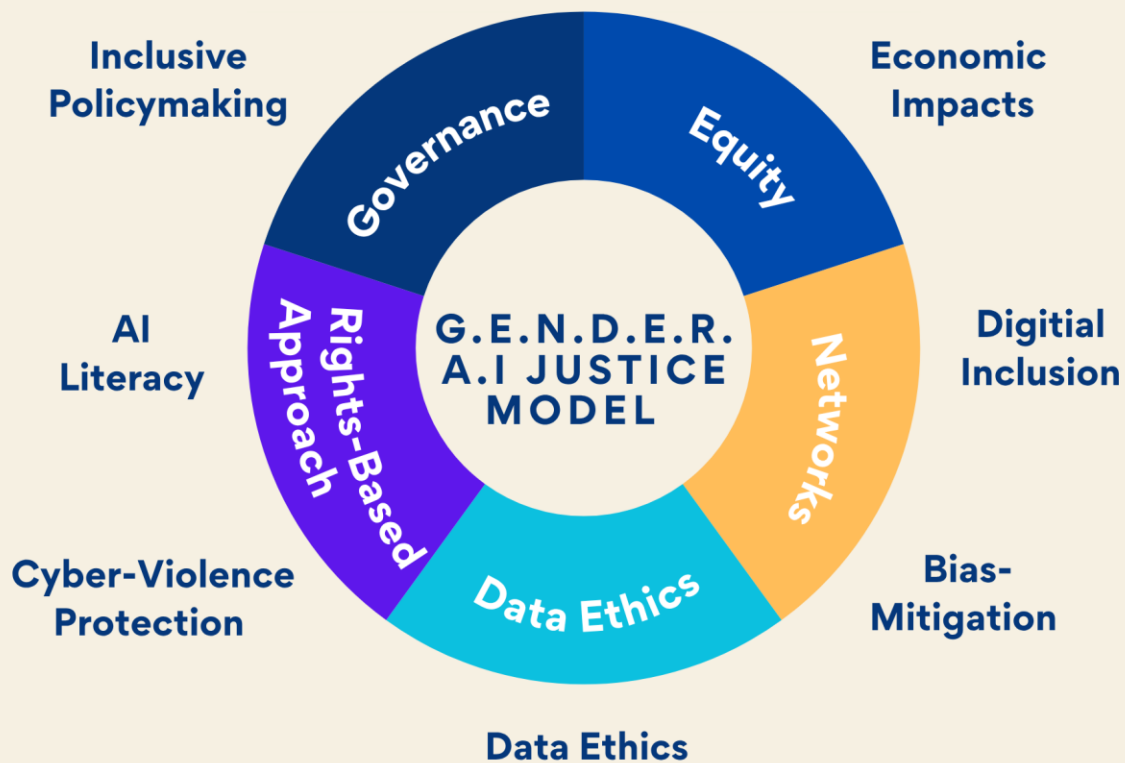 Inclusive
Policymaking
Economic
Impacts
Governance
Equity
AI
Literacy
Rights-Based
Approach
G.E.N.D.E.R.
A.I JUSTICE
MODEL
Networks
Digitial
Inclusion
Cyber-Violence
Protection
Data Ethics
Bias-
Mitigation
Data Ethics